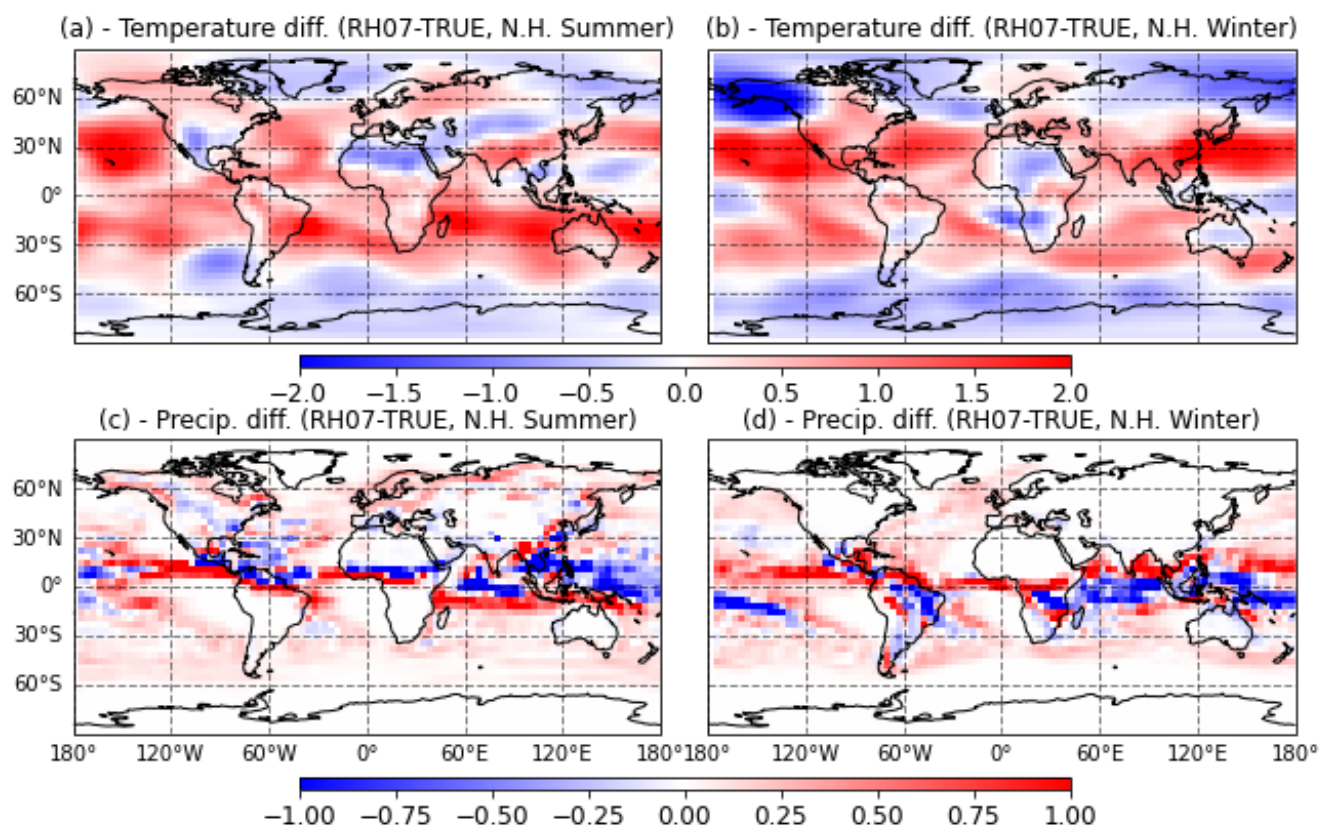 (a) - Temperature diff. (RH07-TRUE, N.H. Summer)
(b) - Temperature diff. (RH07-TRUE, N.H. Winter)
60°N
30°N
0°
30°S
60°S
−2.0 −1.5 −1.0 −0.5 0.0 0.5 1.0 1.5 2.0
(c) - Precip. diff. (RH07-TRUE, N.H. Summer)
(d) - Precip. diff. (RH07-TRUE, N.H. Winter)
60°N
30°N
0°
30°S
60°S
180° 120°W 60°W 0° 60°E 120°E 180°
180° 120°W 60°W 0° 60°E 120°E 180°
−1.00 −0.75 −0.50 −0.25 0.00 0.25 0.50 0.75 1.00